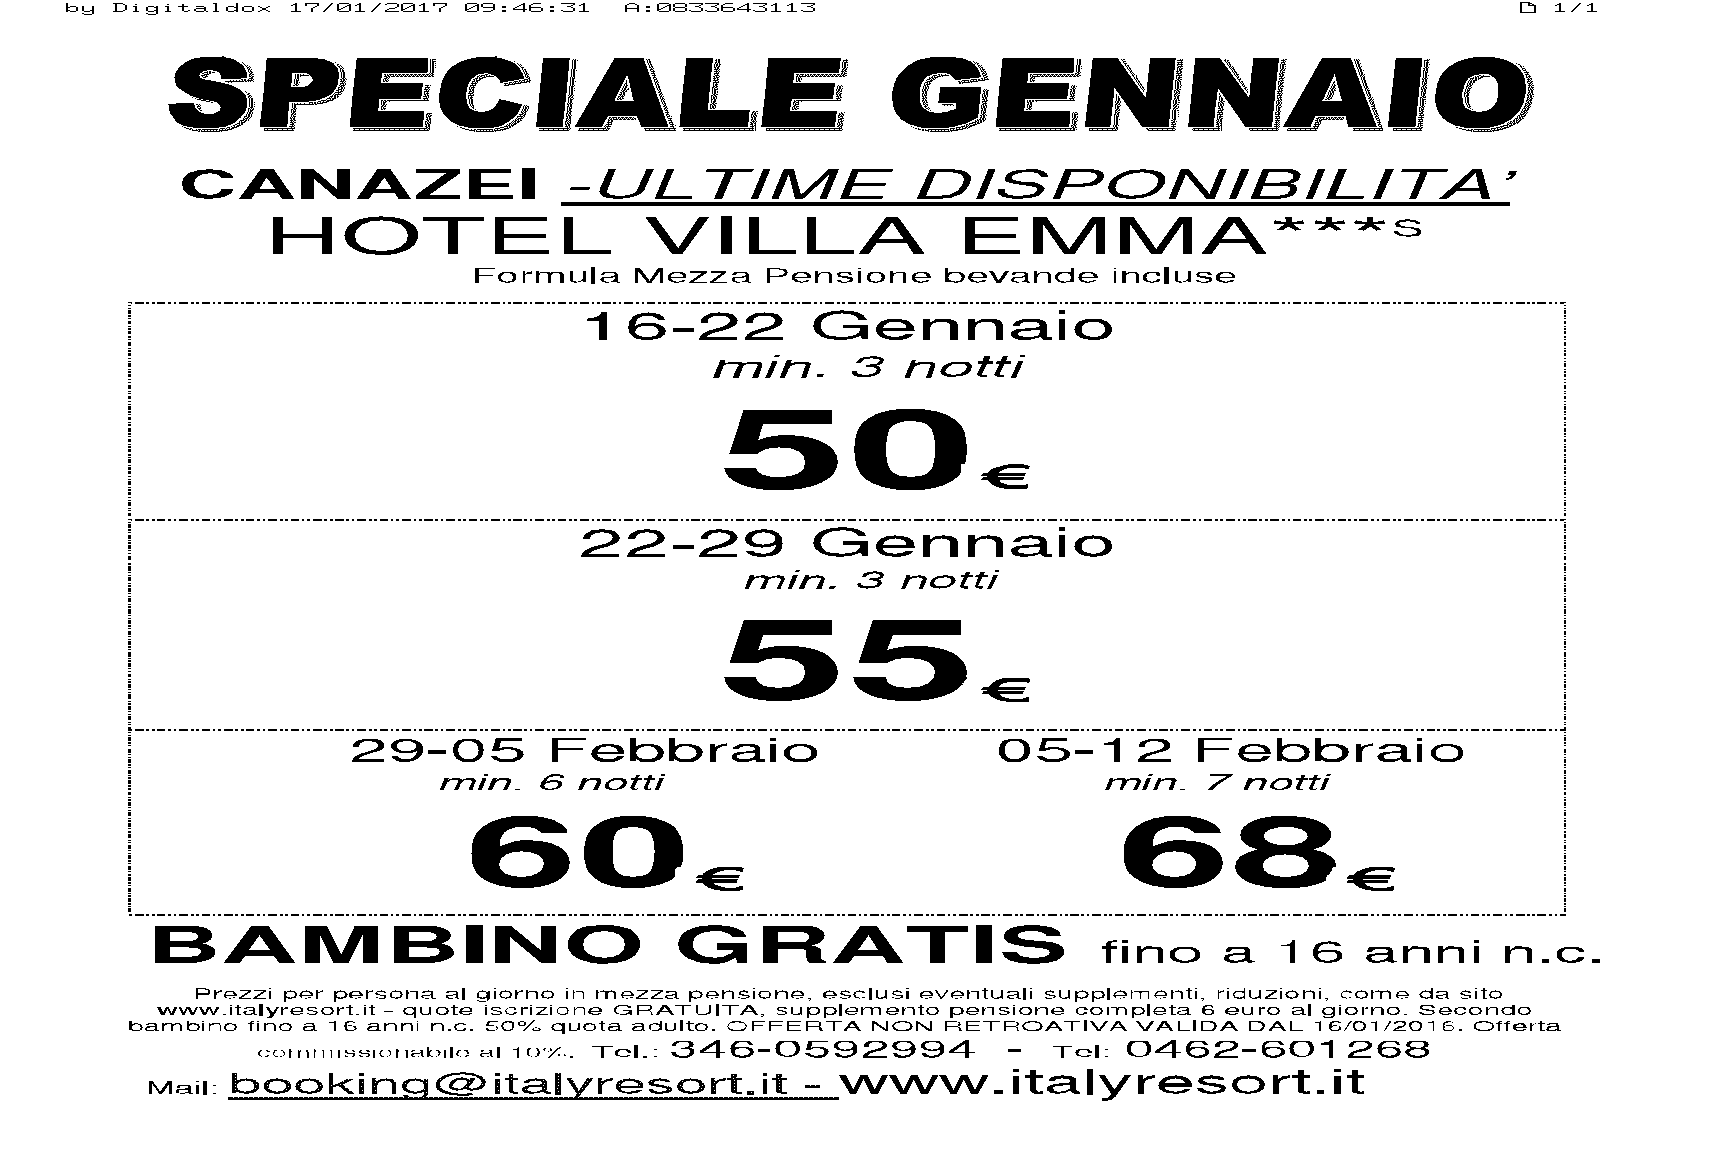 by Digitaldox 17/01/2017 09:46:31 A:0833643113 1/1
SPECIALE GENNAIO
CANAZEI -ULTIME DISPONIBILITA’
HOTEL VILLA EMMA***S
Formula Mezza Pensione bevande incluse
16-22 Gennaio
min. 3 notti
50€
22-29 Gennaio
min. 3 notti
55€
29-05 Febbraio 05-12 Febbraio
min. 6 notti min. 7 notti
60€ 68€
BAMBINO GRATIS fino a 16 anni n.c.
Prezzi per persona al giorno in mezza pensione, esclusi eventuali supplementi, riduzioni, come da sito
www.italyresort.it - quote iscrizione GRATUITA, supplemento pensione completa 6 euro al giorno. Secondo
bambino fino a 16 anni n.c. 50% quota adulto. OFFERTA NON RETROATIVA VALIDA DAL 16/01/2016. Offerta
commissionabile al 10%. Tel.: 346-0592994 - Tel: 0462-601268
Mail: booking@italyresort.it - www.italyresort.it